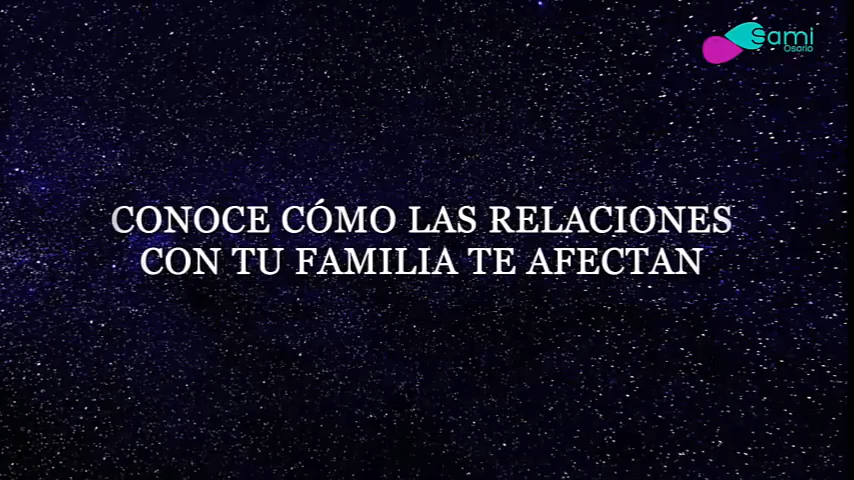 Sami
Osorio
CONOCE CÓMO LAS RELACIONES
CON TU FAMILIA TE AFECTAN